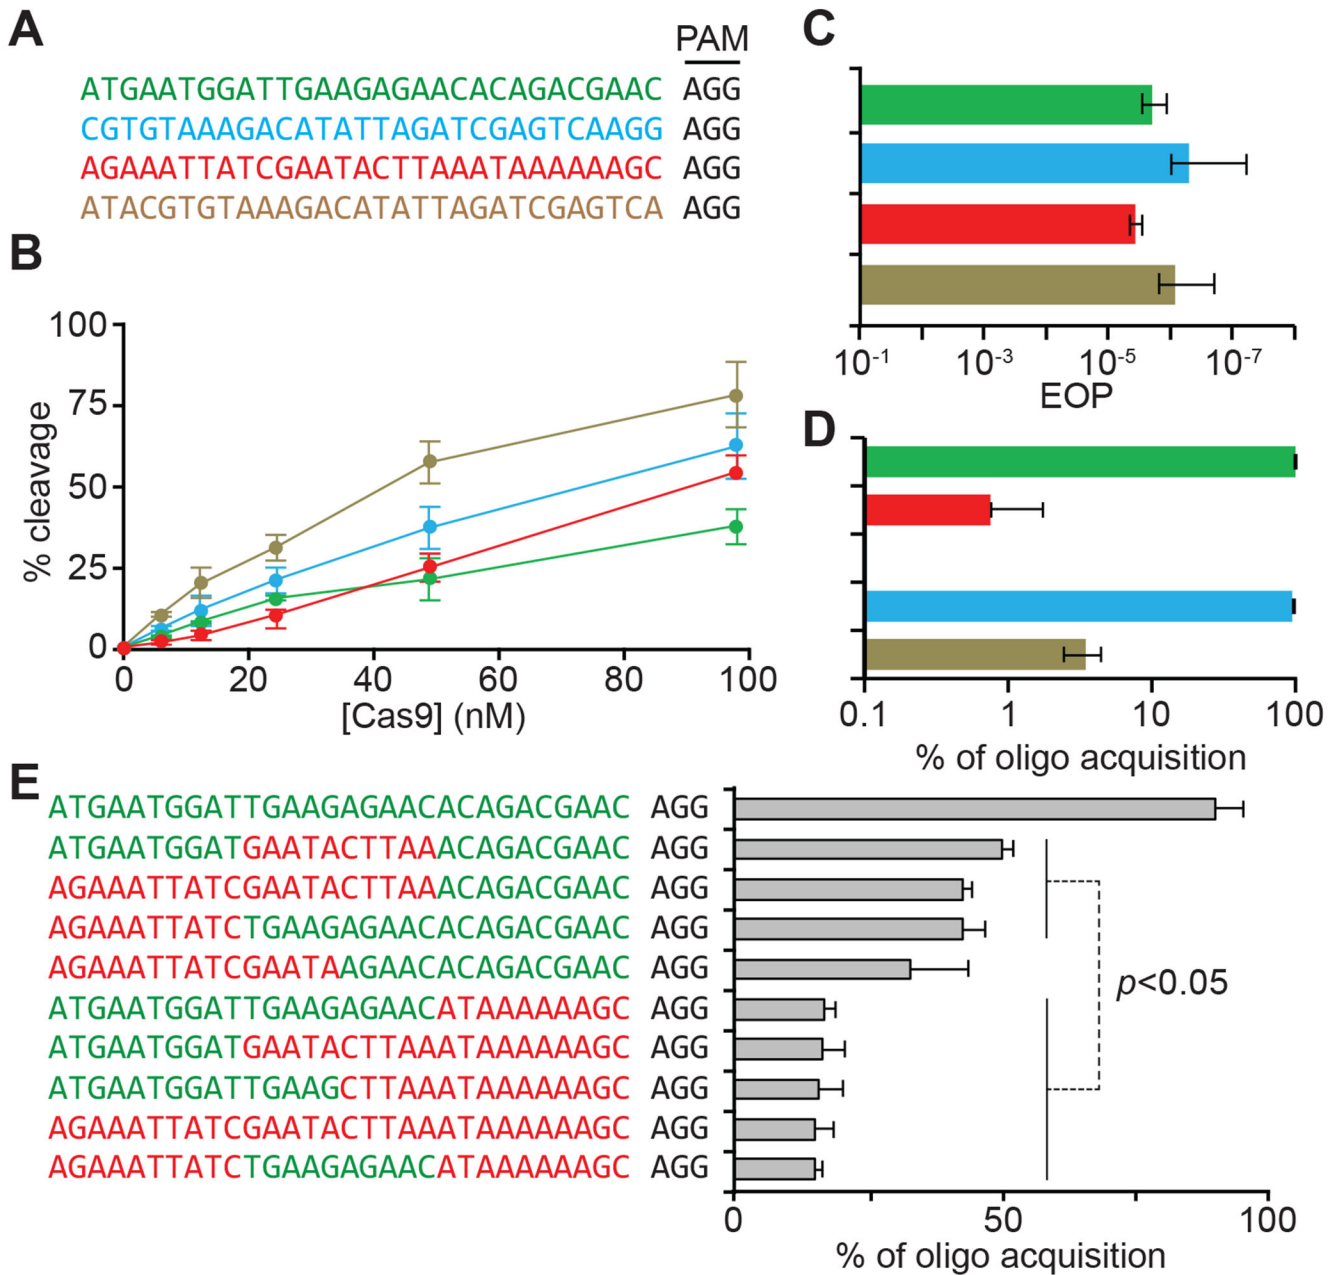 A
PAM
ATGAATGGATTGAAGAGAACACAGACGAAC AGG
CGTGTAAAGACATATTAGATCGAGTCAAGG AGG
AGAAATTATCGAATACTTAAATAAAAAAGC AGG
ATACGTGTAAAGACATATTAGATCGAGTCA AGG
B
100
75
50
25
0
% cleavage
0 20 40 60 80 100
[Cas9] (nM)
C
10-1 10-3 10-5 10-7
EOP
D
0.1 1 10 100
% of oligo acquisition
E
ATGAATGGATTGAAGAGAACACAGACGAAC AGG
ATGAATGGATGAATACTTAAACAGACGAAC AGG
AGAAATTATCGAATACTTAAACAGACGAAC AGG
AGAAATTATCTGAAGAGAACACAGACGAAC AGG
AGAAATTATCGAATAAGAACACAGACGAAC AGG
ATGAATGGATTGAAGAGAACATAAAAAAGC AGG
ATGAATGGATGAATACTTAAATAAAAAAGC AGG
ATGAATGGATTGAAGCTTAAATAAAAAAGC AGG
AGAAATTATCGAATACTTAAATAAAAAAGC AGG
AGAAATTATCTGAAGAGAACATAAAAAAGC AGG
p<0.05
0 50 100
% of oligo acquisition